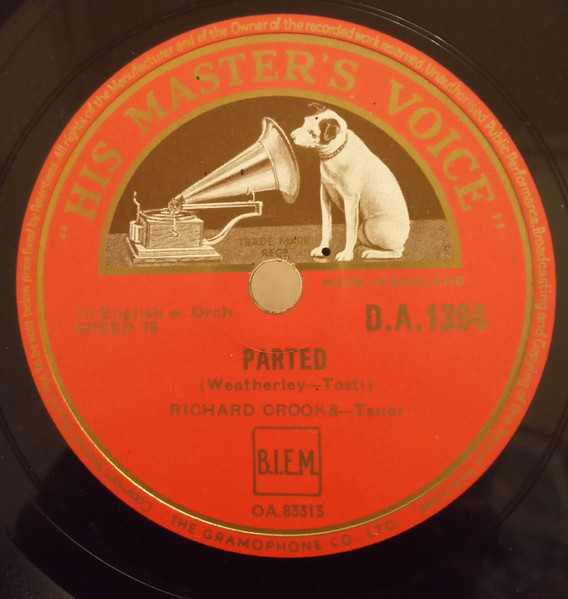 All rights of the Manufacturer and of the Owner of the recorded work reserved. Unauthorised Public Performance, Broadcasting and Copying of
"HIS MASTER'S VOICE"
TRADE MARK
REGD
MADE IN ENGLAND
In English w. Orch.
SPEED 78
D.A.1394
PARTED
(Weatherley—Tosti)
RICHARD CROOKS—Tenor
B.I.E.M.
OA.83313
THE GRAMOPHONE CO. LTD.